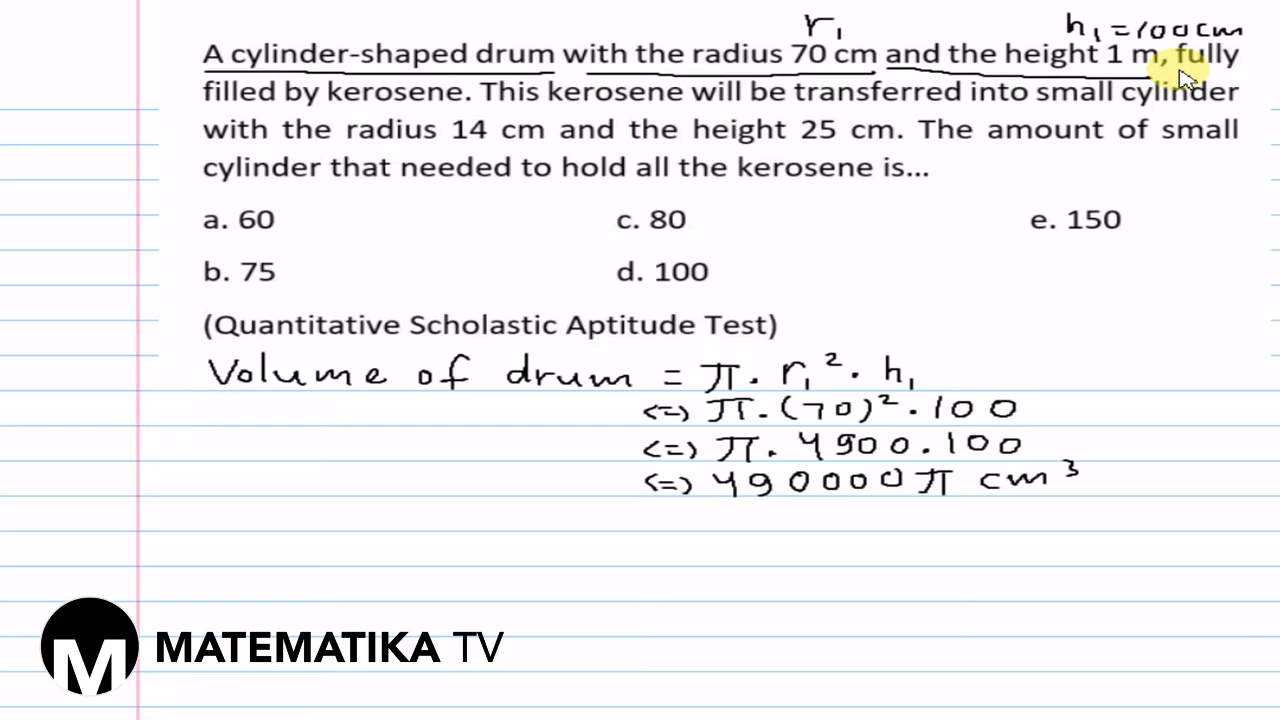 r₁ h₁ = 100 cm
A cylinder-shaped drum with the radius 70 cm and the height 1 m, fully
filled by kerosene. This kerosene will be transferred into small cylinder
with the radius 14 cm and the height 25 cm. The amount of small
cylinder that needed to hold all the kerosene is...
a. 60 c. 80 e. 150
b. 75 d. 100
(Quantitative Scholastic Aptitude Test)
Volume of drum = π . r₁² . h₁
<=> π . (70)² . 100
<=> π . 4900 . 100
<=> 490000 π cm³
M MATEMATIKA TV